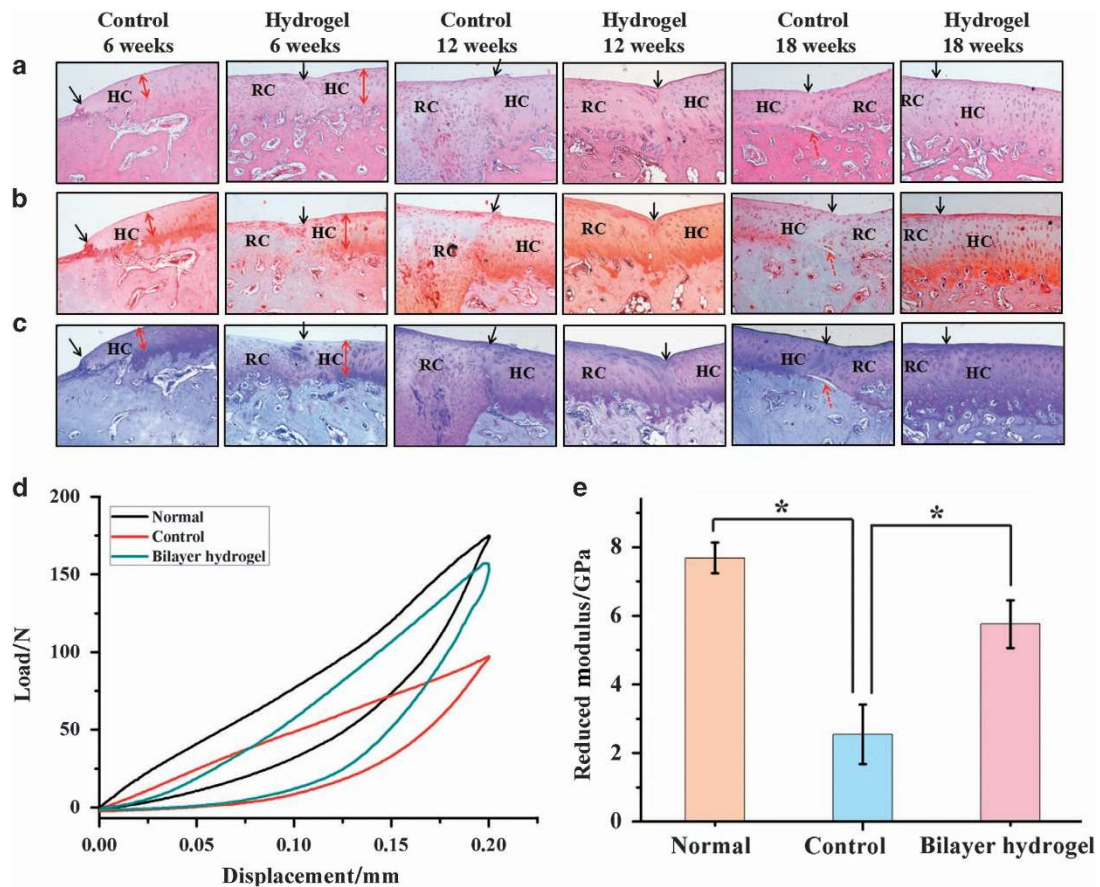 Control Hydrogel Control Hydrogel Control Hydrogel
6 weeks 6 weeks 12 weeks 12 weeks 18 weeks 18 weeks
a
HC RC HC RC HC RC HC HC RC RC HC
b
HC RC HC RC HC RC HC HC RC RC HC
c
HC RC HC RC HC RC HC HC RC RC HC
d
200
150
100
50
0
Load/N
Normal
Control
Bilayer hydrogel
0.00 0.05 0.10 0.15 0.20
Displacement/mm
e
* *
8
6
4
2
0
Reduced modulus/GPa
Normal Control Bilayer hydrogel